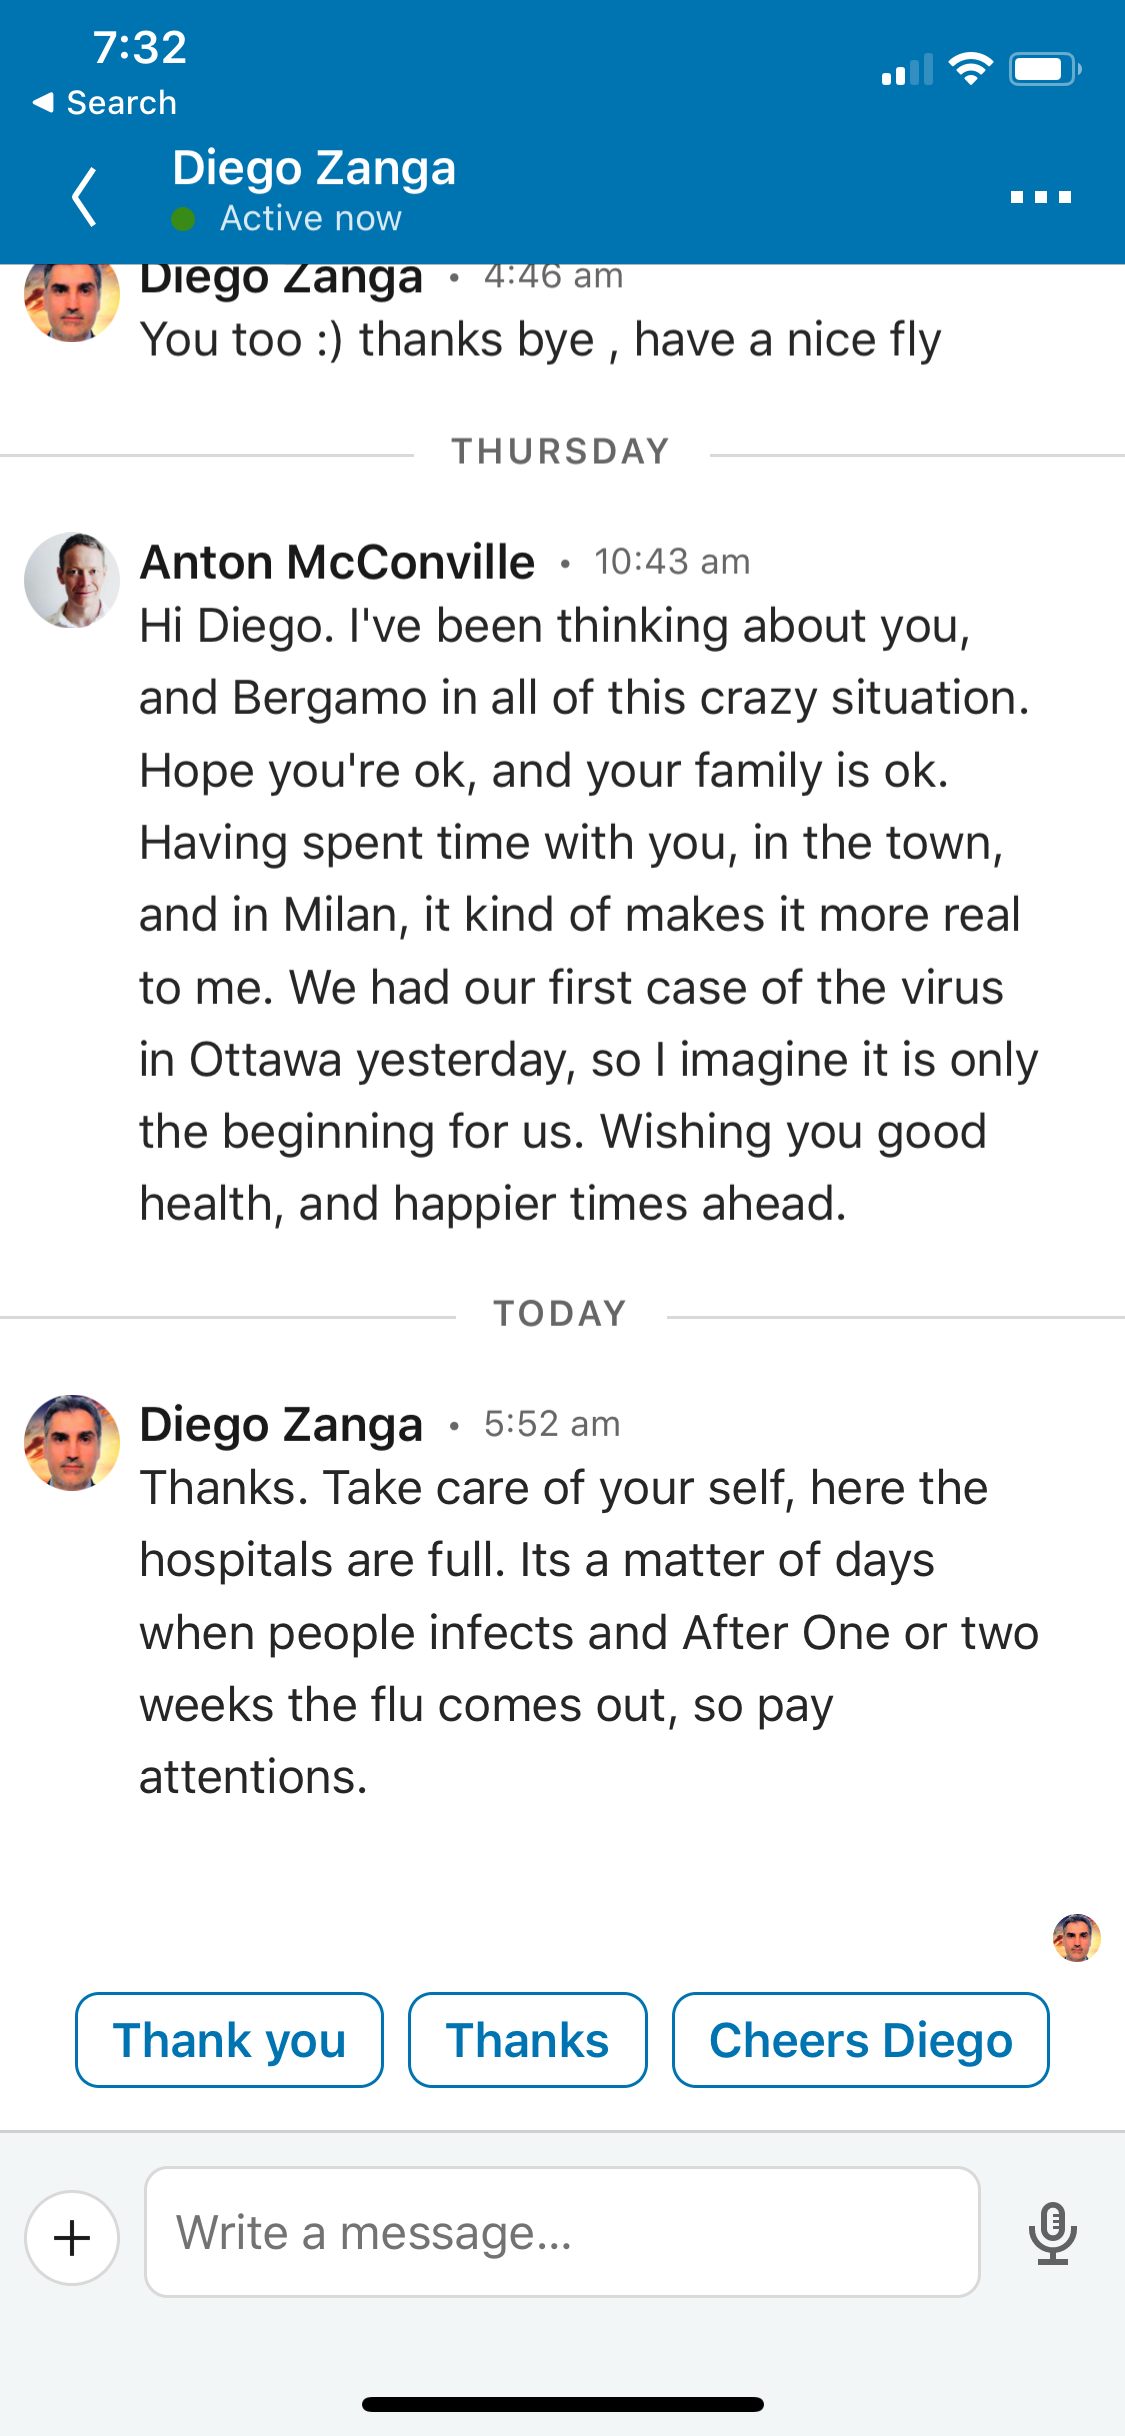 7:32
◀ Search
Diego Zanga
Active now
Diego Zanga • 4:46 am
You too :) thanks bye , have a nice fly
THURSDAY
Anton McConville • 10:43 am
Hi Diego. I've been thinking about you,
and Bergamo in all of this crazy situation.
Hope you're ok, and your family is ok.
Having spent time with you, in the town,
and in Milan, it kind of makes it more real
to me. We had our first case of the virus
in Ottawa yesterday, so I imagine it is only
the beginning for us. Wishing you good
health, and happier times ahead.
TODAY
Diego Zanga • 5:52 am
Thanks. Take care of your self, here the
hospitals are full. Its a matter of days
when people infects and After One or two
weeks the flu comes out, so pay
attentions.
Thank you Thanks Cheers Diego
Write a message...